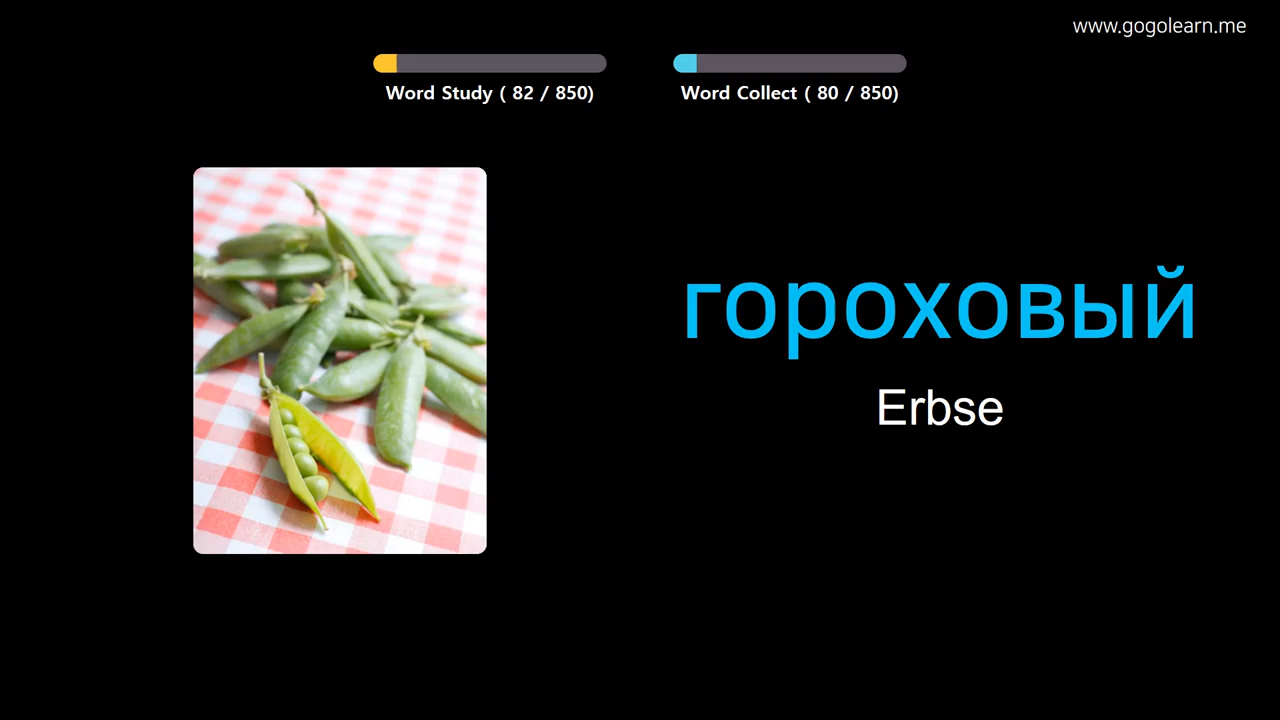 www.gogolearn.me
Word Study ( 82 / 850)
Word Collect ( 80 / 850)
гороховый
Erbse